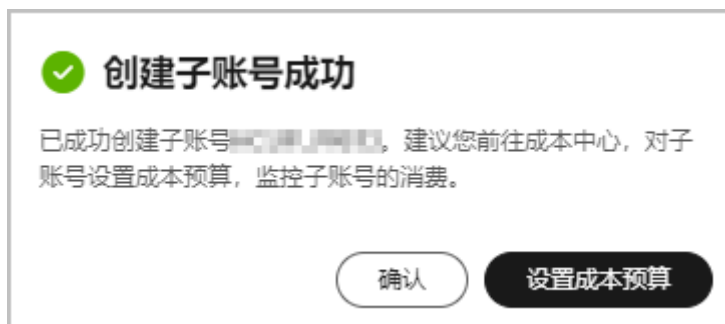 创建子账号成功
已成功创建子账号。建议您前往成本中心，对子
账号设置成本预算，监控子账号的消费。
确认 设置成本预算